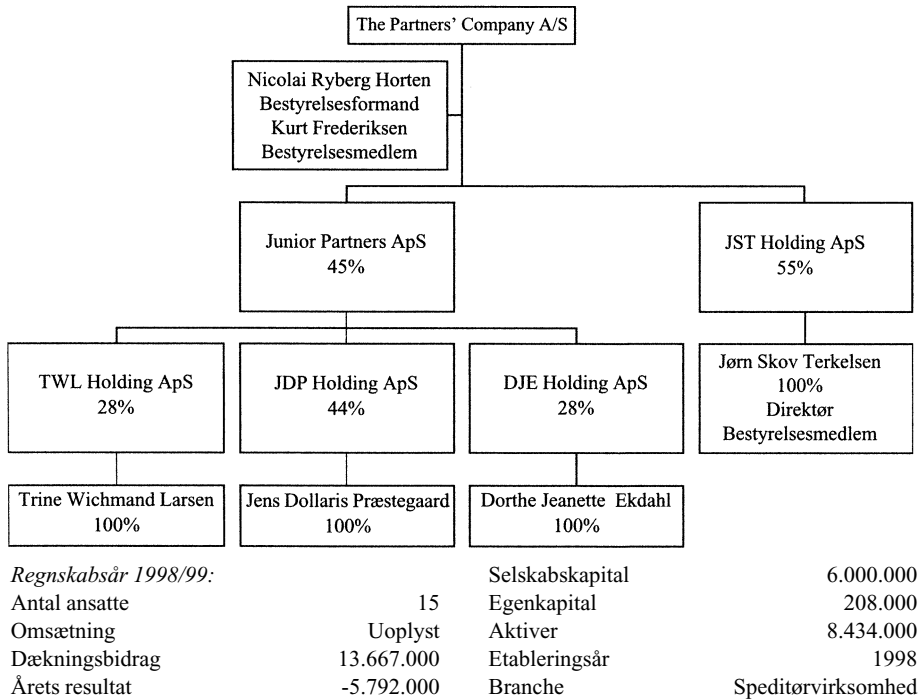 The Partners' Company A/S
Nicolai Ryberg Horten
Bestyrelsesformand
Kurt Frederiksen
Bestyrelsesmedlem
Junior Partners ApS
45%
JST Holding ApS
55%
TWL Holding ApS
28%
JDP Holding ApS
44%
DJE Holding ApS
28%
Jørn Skov Terkelsen
100%
Direktør
Bestyrelsesmedlem
Trine Wichmand Larsen
100%
Jens Dollaris Præstegaard
100%
Dorthe Jeanette Ekdahl
100%
Regnskabsår 1998/99:
Antal ansatte 15
Omsætning Uoplyst
Dækningsbidrag 13.667.000
Årets resultat -5.792.000
Selskabskapital 6.000.000
Egenkapital 208.000
Aktiver 8.434.000
Etableringsår 1998
Branche Speditørvirksomhed